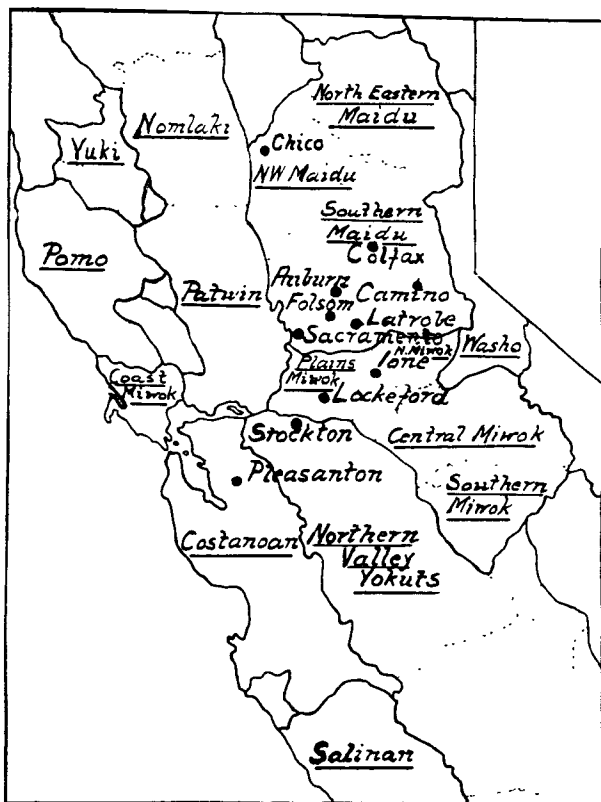 North Eastern
Maidu
Nomlaki
Yuki
Chico
NW Maidu
Southern
Maidu
Colfax
Pomo
Auburn
Camino
Patwin
Folsom
Latrobe
Sacramento
N. Miwok
Washo
Ione
Plains
Miwok
Coast
Miwok
Lockeford
Stockton
Central Miwok
Pleasanton
Southern
Miwok
Costanoan
Northern
Valley
Yokuts
Salinan